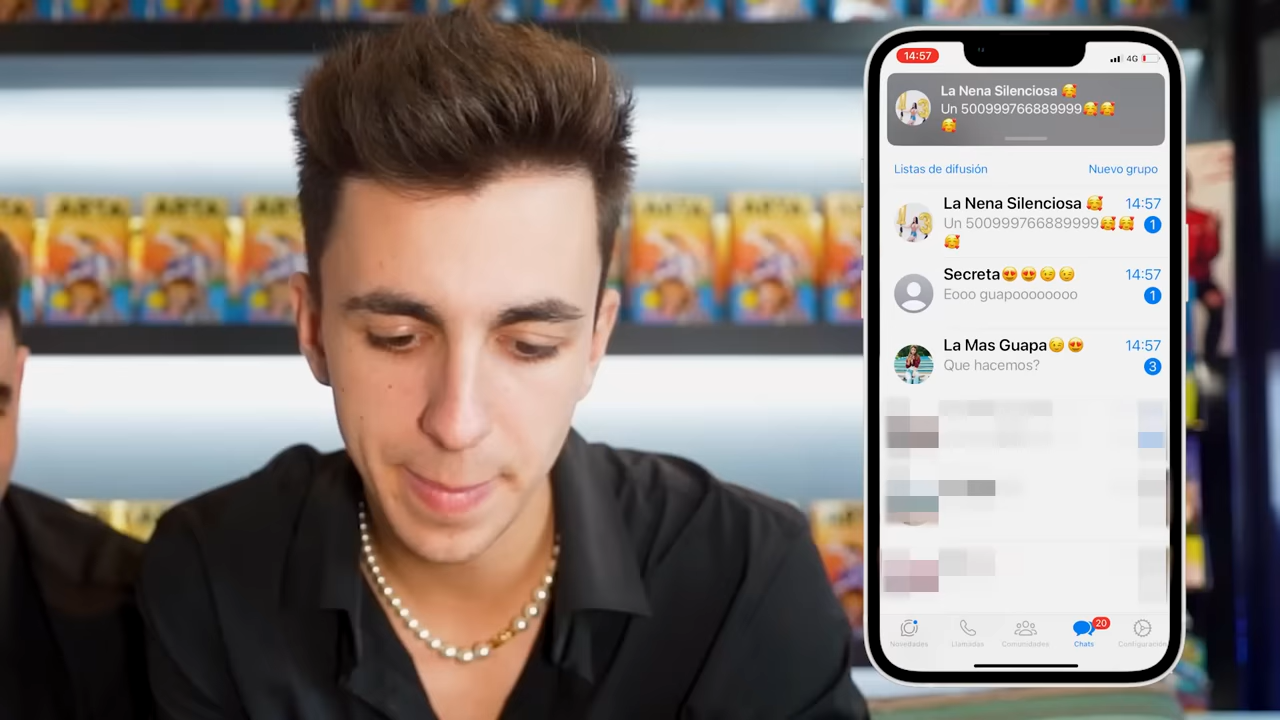 14:57
4G
La Nena Silenciosa 🥰
Un 500999766889999🥰🥰
🥰
Listas de difusión
Nuevo grupo
La Nena Silenciosa 🥰
14:57
Un 500999766889999🥰🥰
1
🥰
Secreta😍😍😉😉
14:57
Eooo guapoooooooo
1
La Mas Guapa😉😍
14:57
Que hacemos?
3
20
Novedades
Llamadas
Comunidades
Chats
Configuración